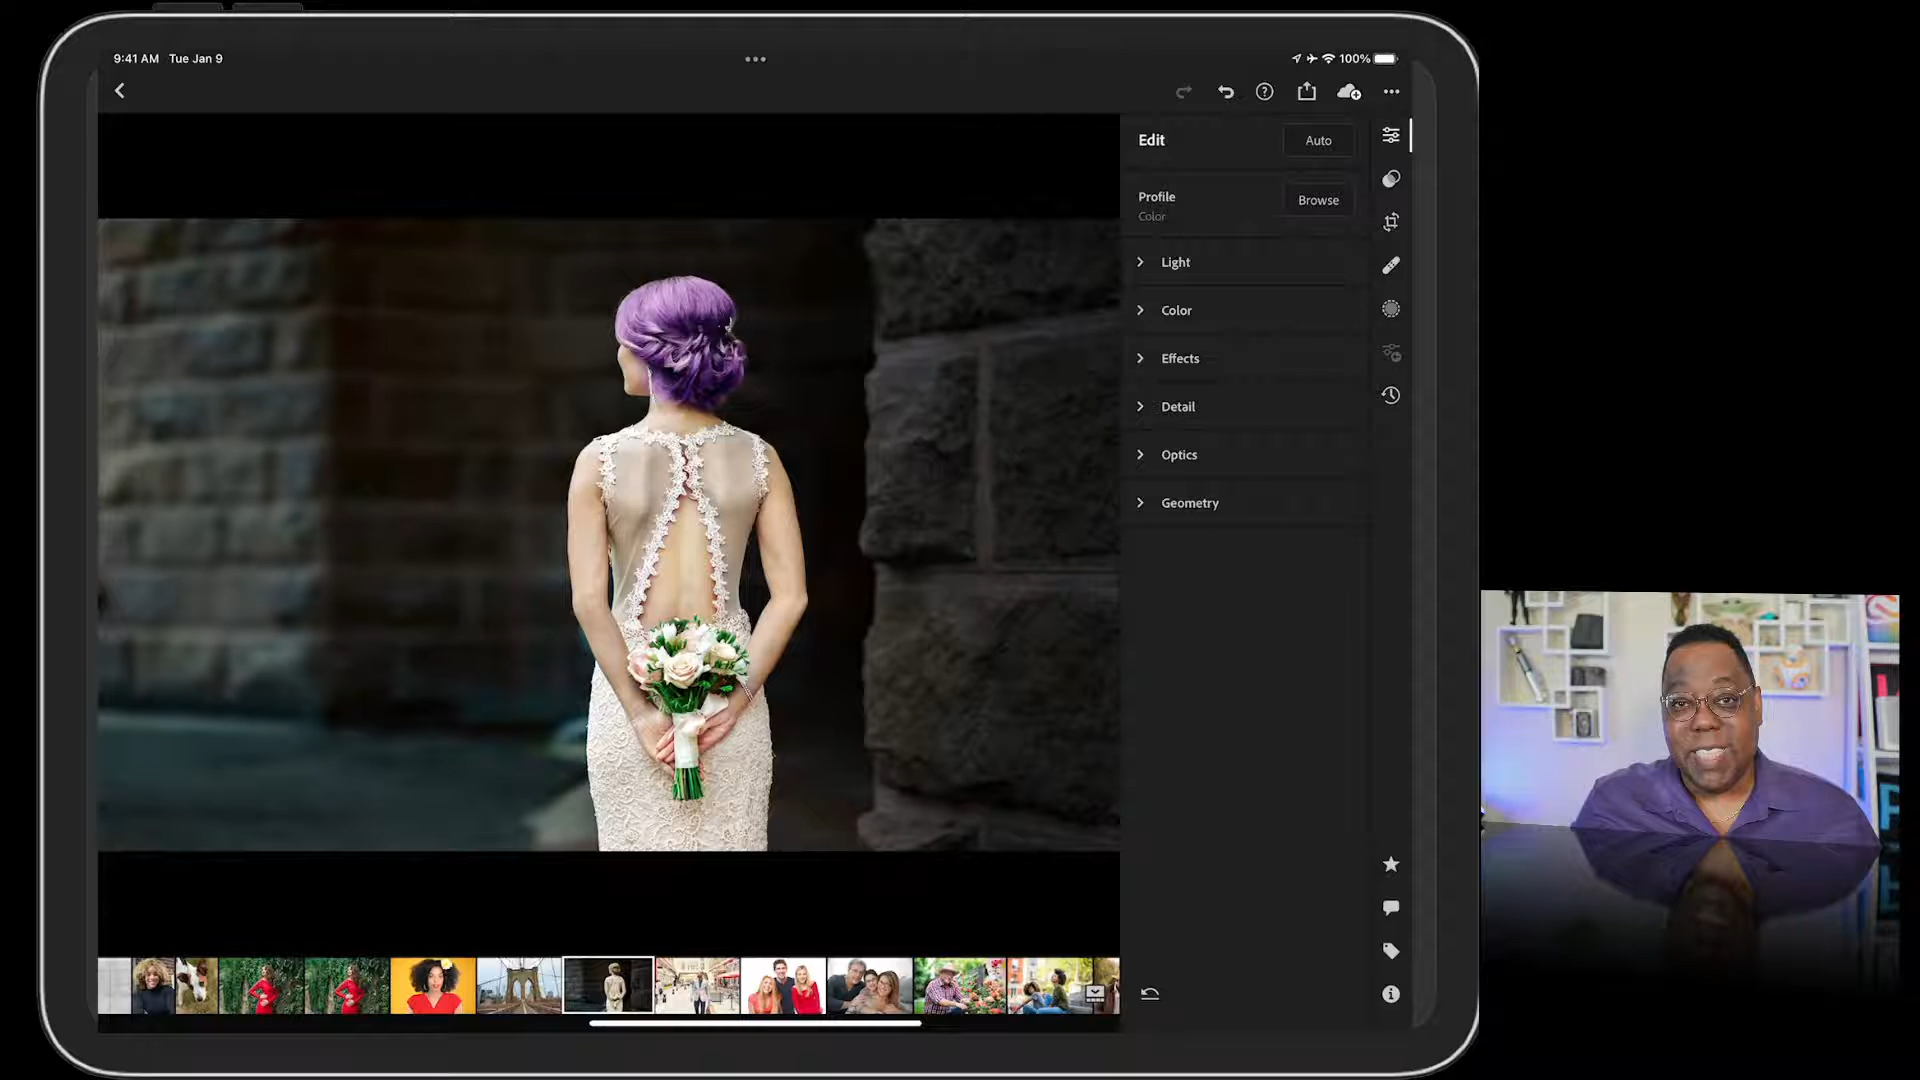 9:41 AM Tue Jan 9
100%
Edit
Auto
Profile
Color
Browse
Light
Color
Effects
Detail
Optics
Geometry